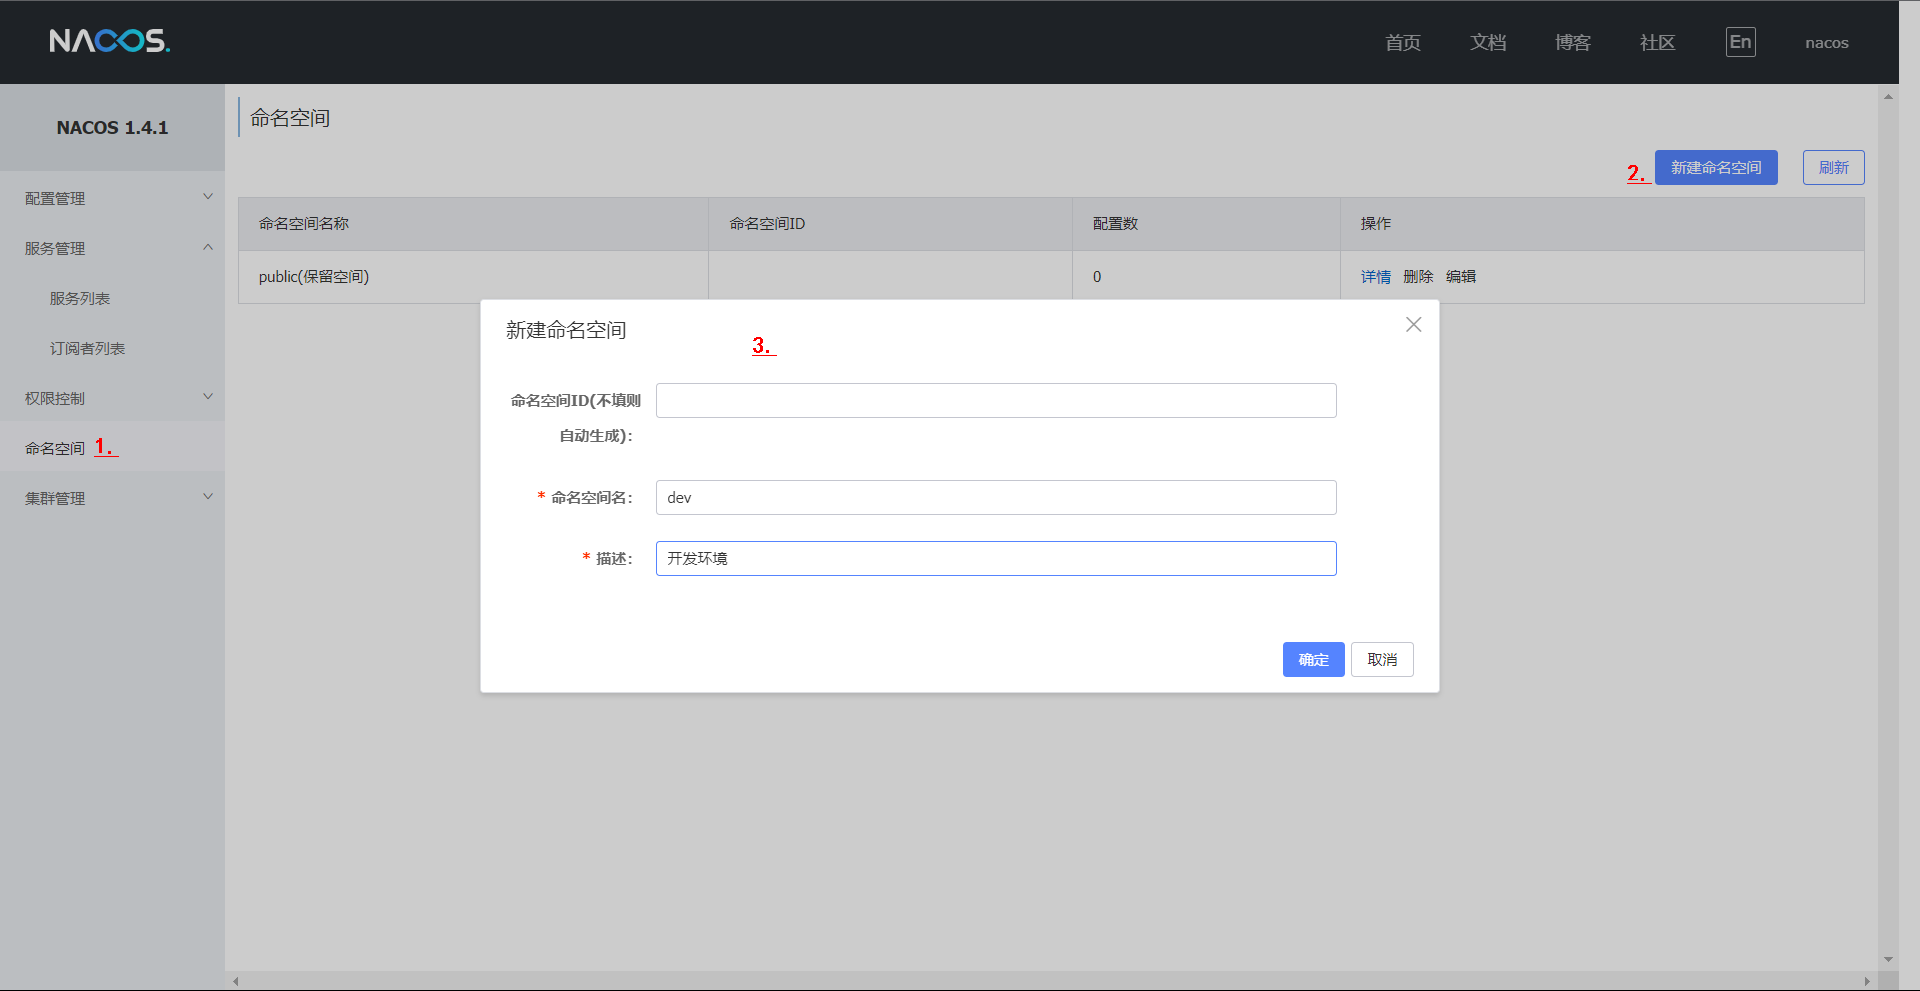 NACOS.
首页 文档 博客 社区 En nacos
NACOS 1.4.1
配置管理
服务管理
服务列表
订阅者列表
权限控制
命名空间 1.
集群管理
命名空间
2. 新建命名空间 刷新
命名空间名称 命名空间ID 配置数 操作
public(保留空间) 0 详情 删除 编辑
新建命名空间
3.
命名空间ID(不填则
自动生成):
* 命名空间名: dev
* 描述: 开发环境
确定 取消